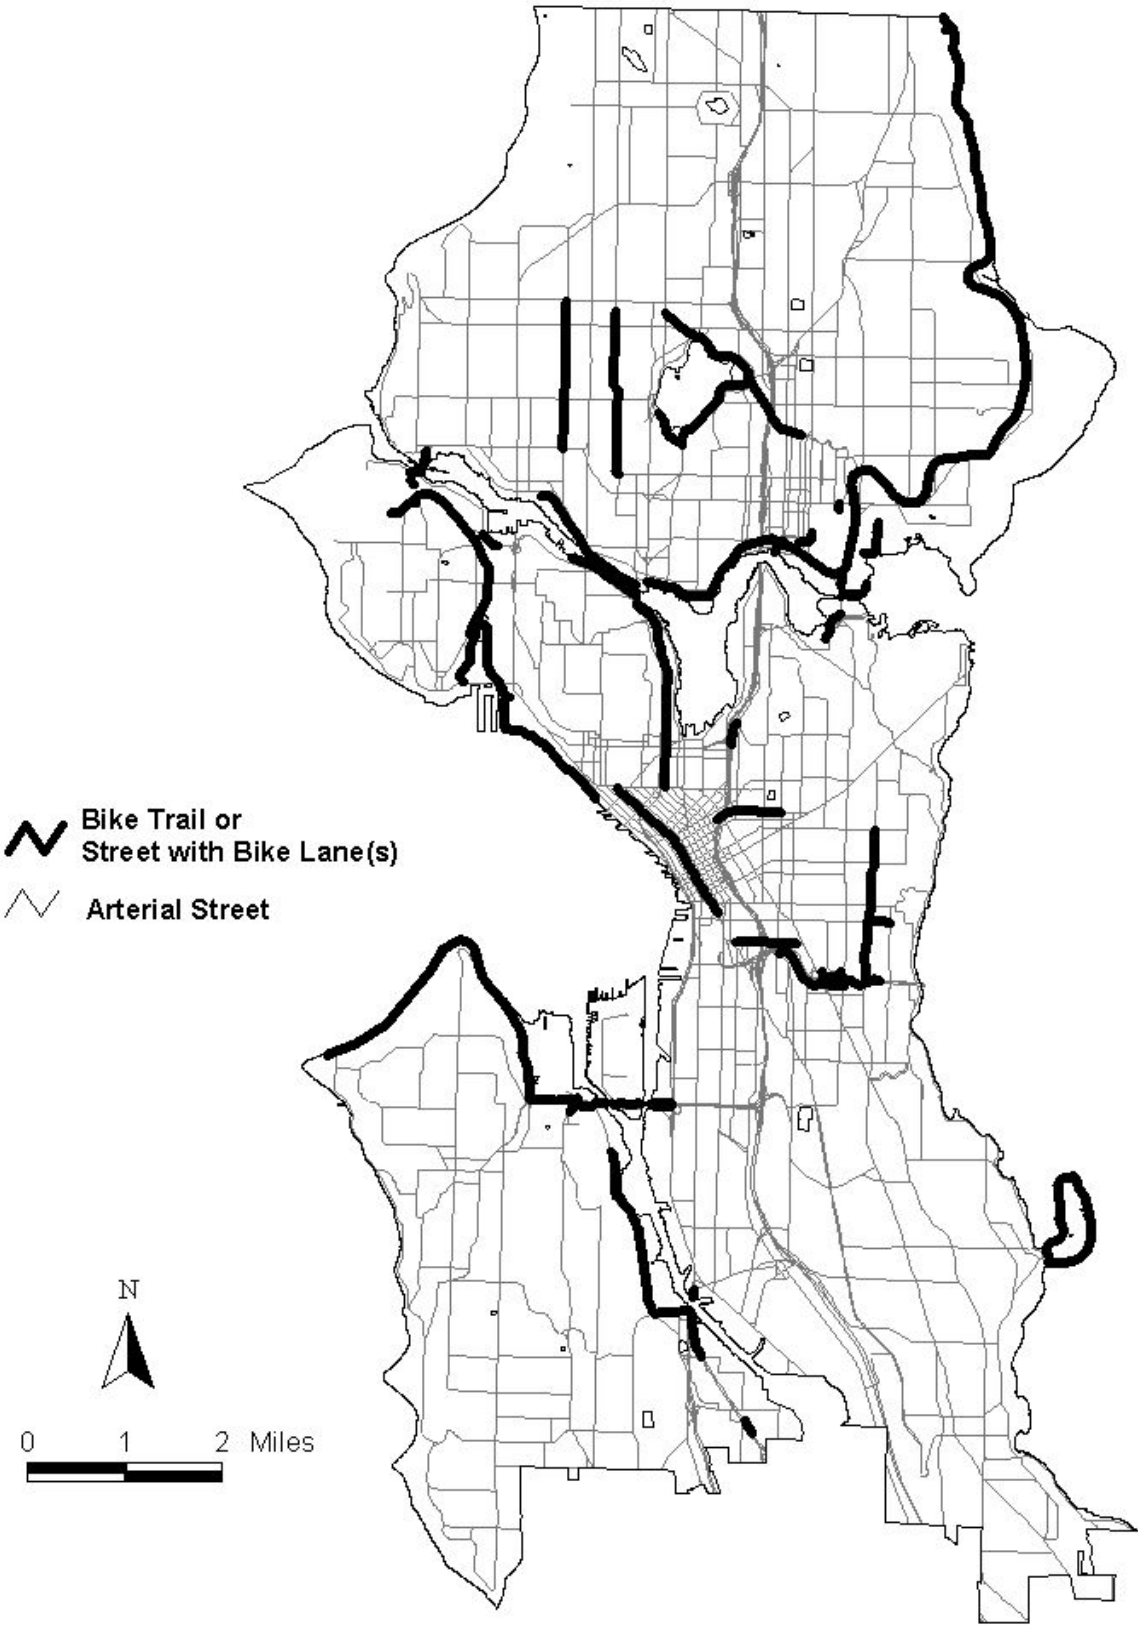 Bike Trail or
Street with Bike Lane(s)
Arterial Street
N
0 1 2 Miles